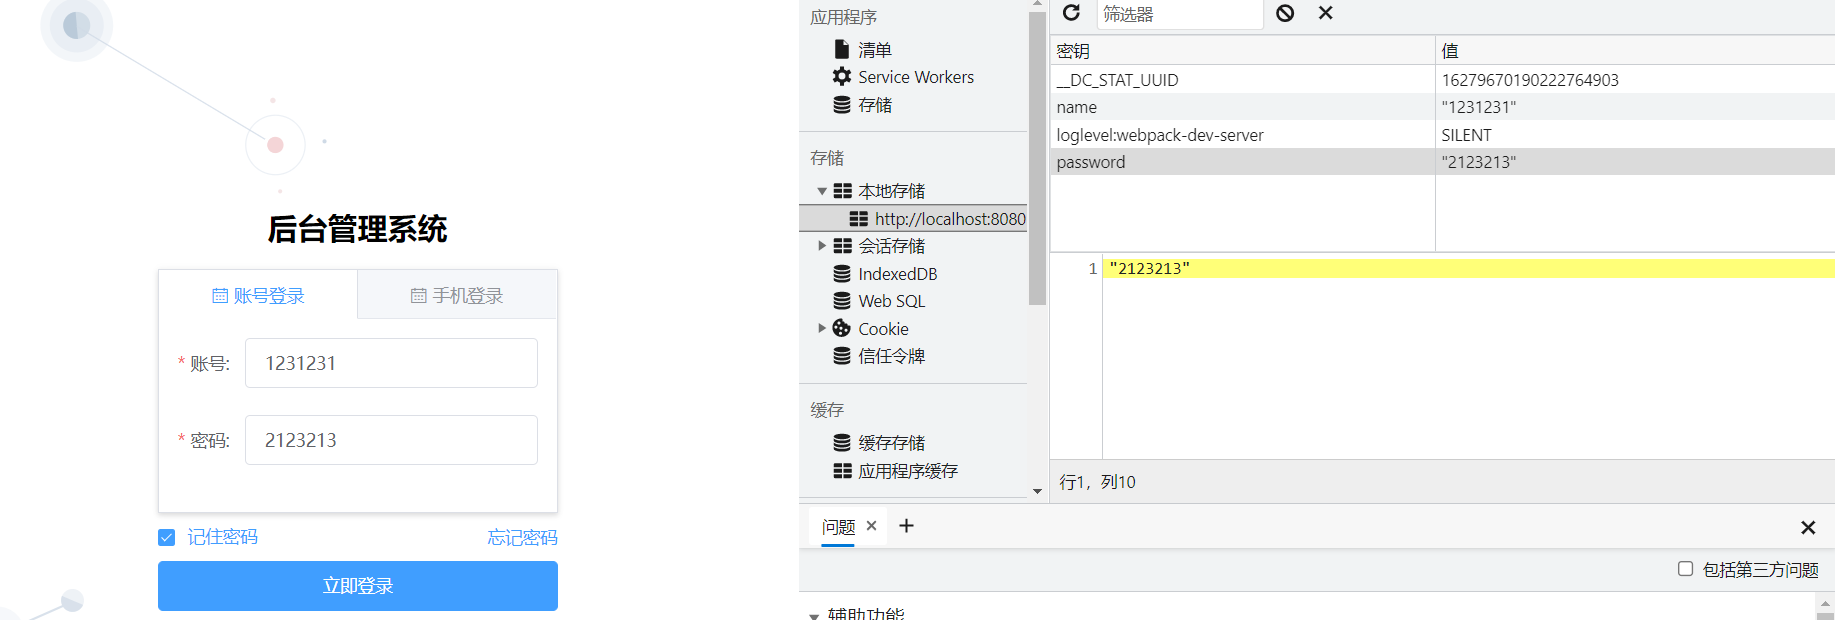 后台管理系统
账号登录
手机登录
* 账号: 1231231
* 密码: 2123213
记住密码
忘记密码
立即登录
应用程序
清单
Service Workers
存储
存储
本地存储
http://localhost:8080
会话存储
IndexedDB
Web SQL
Cookie
信任令牌
缓存
缓存存储
应用程序缓存
筛选器
密钥 值
__DC_STAT_UUID 16279670190222764903
name "1231231"
loglevel:webpack-dev-server SILENT
password "2123213"
1 "2123213"
行1，列10
问题
包括第三方问题
辅助功能